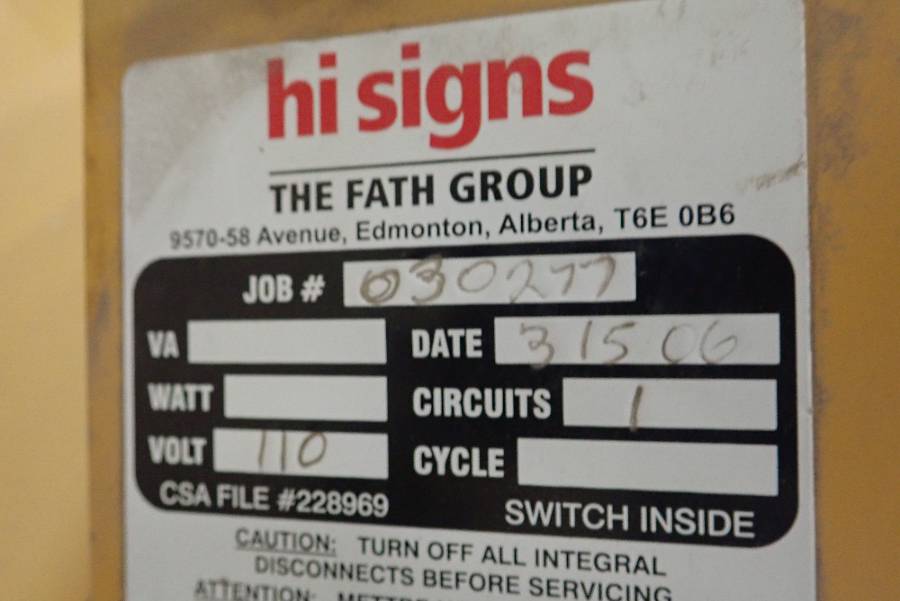 hi signs
THE FATH GROUP
9570-58 Avenue, Edmonton, Alberta, T6E 0B6
JOB # 030277
VA DATE 31506
WATT CIRCUITS 1
VOLT 110 CYCLE
CSA FILE #228969 SWITCH INSIDE
CAUTION: TURN OFF ALL INTEGRAL
DISCONNECTS BEFORE SERVICING
ATTENTION: